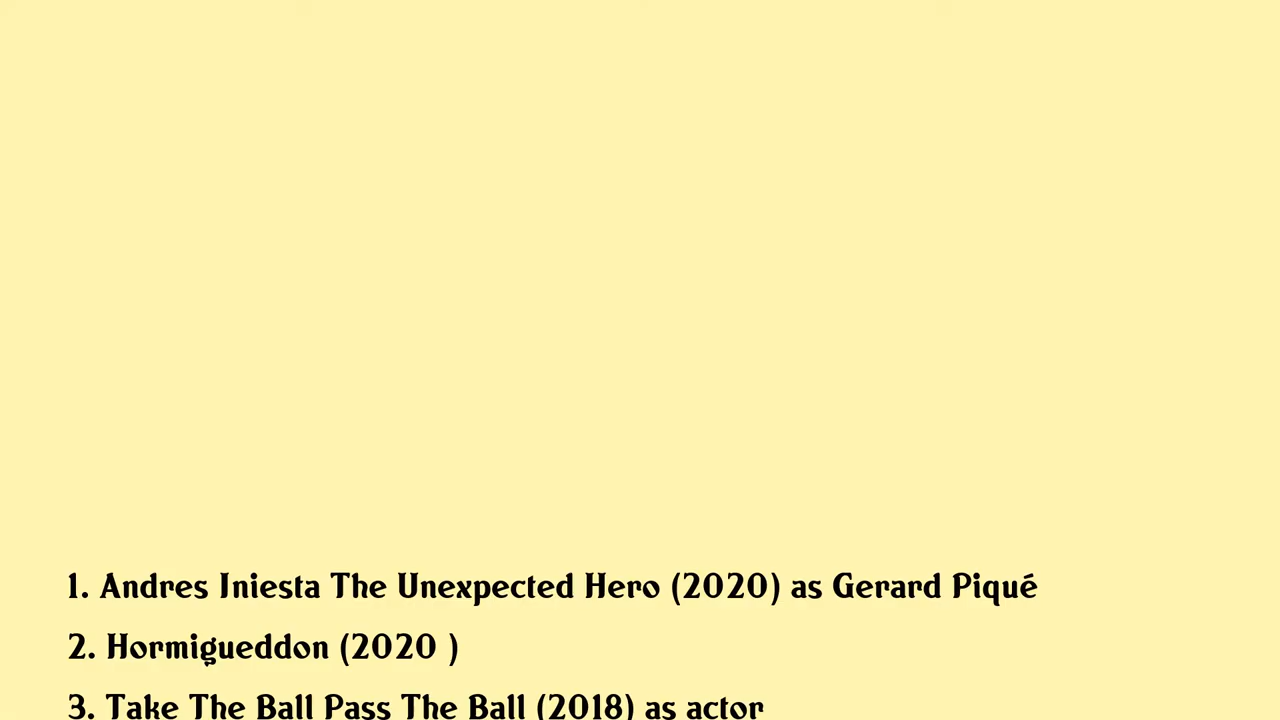 1. Andres Iniesta The Unexpected Hero (2020) as Gerard Piqué
2. Hormigueddon (2020 )
3. Take The Ball Pass The Ball (2018) as actor